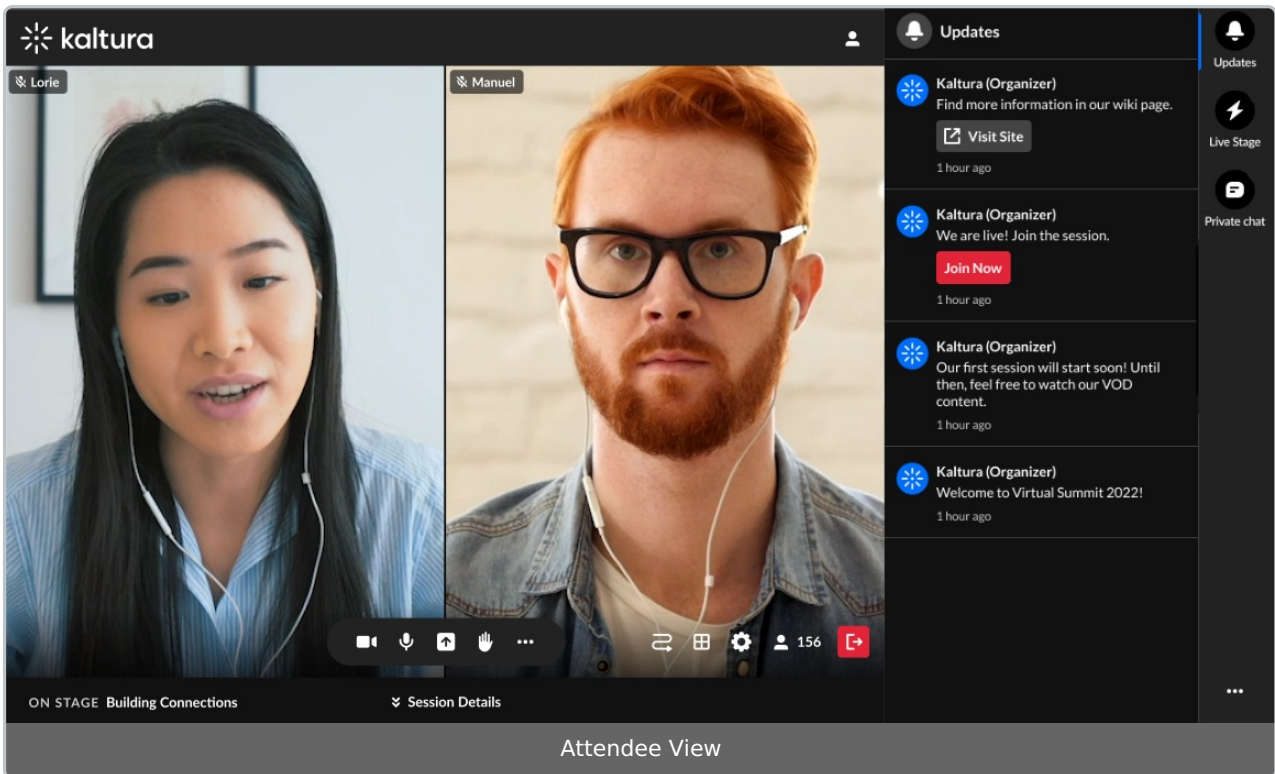 kaltura
Lorie
Manuel
156
ON STAGE Building Connections
Session Details
Updates
Kaltura (Organizer)
Find more information in our wiki page.
Visit Site
1 hour ago
Kaltura (Organizer)
We are live! Join the session.
Join Now
1 hour ago
Kaltura (Organizer)
Our first session will start soon! Until
then, feel free to watch our VOD
content.
1 hour ago
Kaltura (Organizer)
Welcome to Virtual Summit 2022!
1 hour ago
Updates
Live Stage
Private chat
Attendee View